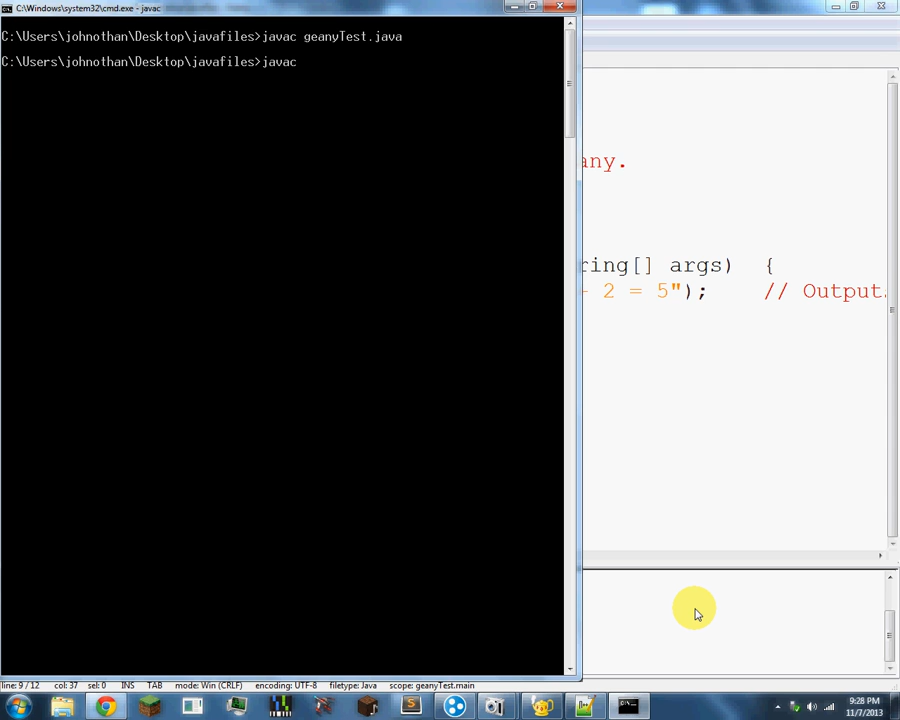 C:\Windows\system32\cmd.exe - javac
C:\Users\johnothan\Desktop\javafiles>javac geanyTest.java
C:\Users\johnothan\Desktop\javafiles>javac
any.
ring[] args)  {
- 2 = 5");     // Output
line: 9 / 12 col: 37 sel: 0 INS TAB mode: Win (CRLF) encoding: UTF-8 filetype: Java scope: geanyTest.main
9:28 PM
11/7/2013